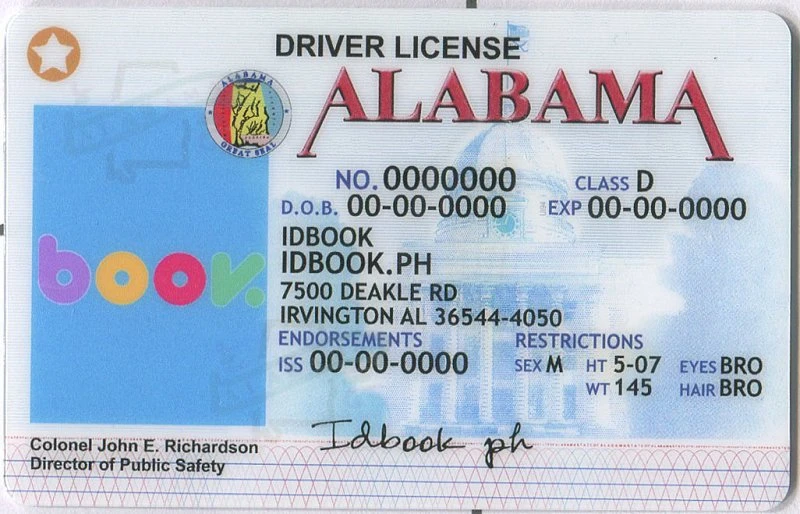 DRIVER LICENSE
ALABAMA
ALABAMA
GREAT SEAL
NO. 0000000 CLASS D
D.O.B. 00-00-0000 EXP 00-00-0000
IDBOOK
IDBOOK.PH
7500 DEAKLE RD
IRVINGTON AL 36544-4050
ENDORSEMENTS RESTRICTIONS
ISS 00-00-0000 SEX M HT 5-07 EYES BRO
WT 145 HAIR BRO
boov.
Idbook ph
Colonel John E. Richardson
Director of Public Safety